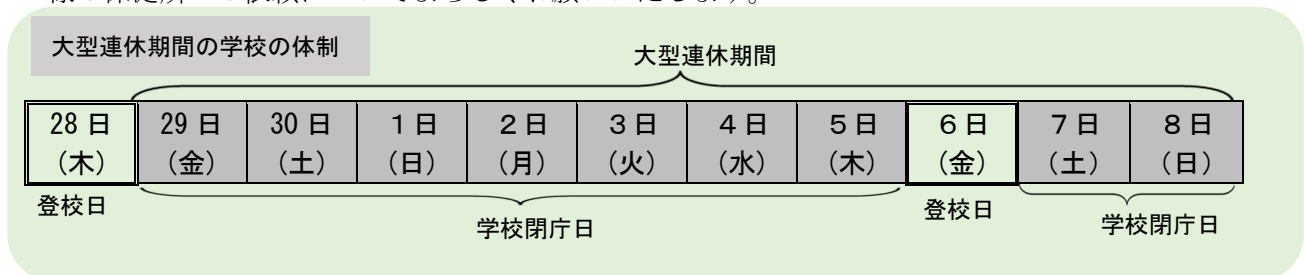 大型連休期間の学校の体制
大型連休期間
28日 29日 30日 1日 2日 3日 4日 5日 6日 7日 8日
(木) (金) (土) (日) (月) (火) (水) (木) (金) (土) (日)
登校日 登校日
学校閉庁日 学校閉庁日